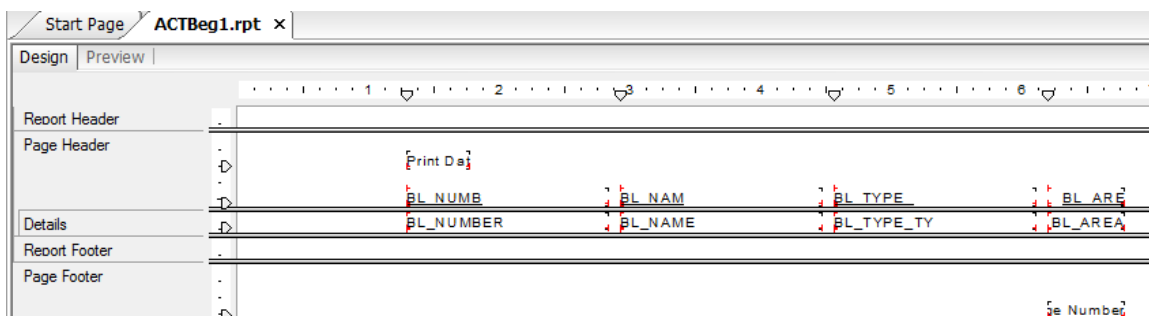 Start Page ACTBeg1.rpt ×
Design Preview
1 2 3 4 5 6
Report Header
Page Header
Print Dat
BL_NUMB BL_NAM BL_TYPE_ BL_ARE
Details BL_NUMBER BL_NAME BL_TYPE_TY BL_AREA
Report Footer
Page Footer
ge Number